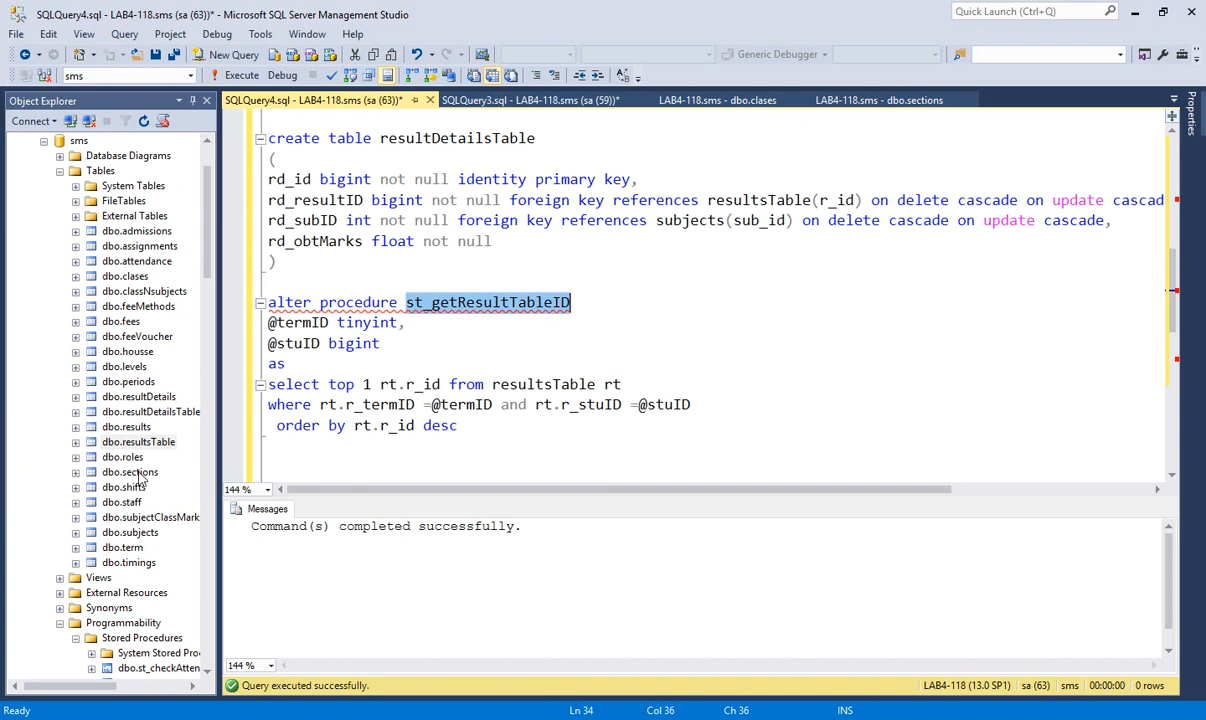 SQLQuery4.sql - LAB4-118.sms (sa (63))* - Microsoft SQL Server Management Studio
Quick Launch (Ctrl+Q)
File Edit View Query Project Debug Tools Window Help
New Query
Generic Debugger
sms
Execute Debug
Object Explorer
SQLQuery4.sql - LAB4-118.sms (sa (63))*
SQLQuery3.sql - LAB4-118.sms (sa (59))*
LAB4-118.sms - dbo.clases
LAB4-118.sms - dbo.sections
Properties
Connect
sms
Database Diagrams
Tables
System Tables
FileTables
External Tables
dbo.admissions
dbo.assignments
dbo.attendance
dbo.clases
dbo.classNsubjects
dbo.feeMethods
dbo.fees
dbo.feeVoucher
dbo.housse
dbo.levels
dbo.periods
dbo.resultDetails
dbo.resultDetailsTable
dbo.results
dbo.resultsTable
dbo.roles
dbo.sections
dbo.shifts
dbo.staff
dbo.subjectClassMark
dbo.subjects
dbo.term
dbo.timings
Views
External Resources
Synonyms
Programmability
Stored Procedures
System Stored Pro
dbo.st_checkAtten
create table resultDetailsTable
(
rd_id bigint not null identity primary key,
rd_resultID bigint not null foreign key references resultsTable(r_id) on delete cascade on update cascad
rd_subID int not null foreign key references subjects(sub_id) on delete cascade on update cascade,
rd_obtMarks float not null
)
alter procedure st_getResultTableID
@termID tinyint,
@stuID bigint
as
select top 1 rt.r_id from resultsTable rt
where rt.r_termID =@termID and rt.r_stuID =@stuID
order by rt.r_id desc
144 %
Messages
Command(s) completed successfully.
144 %
Query executed successfully.
LAB4-118 (13.0 SP1) sa (63) sms 00:00:00 0 rows
Ready Ln 34 Col 36 Ch 36 INS